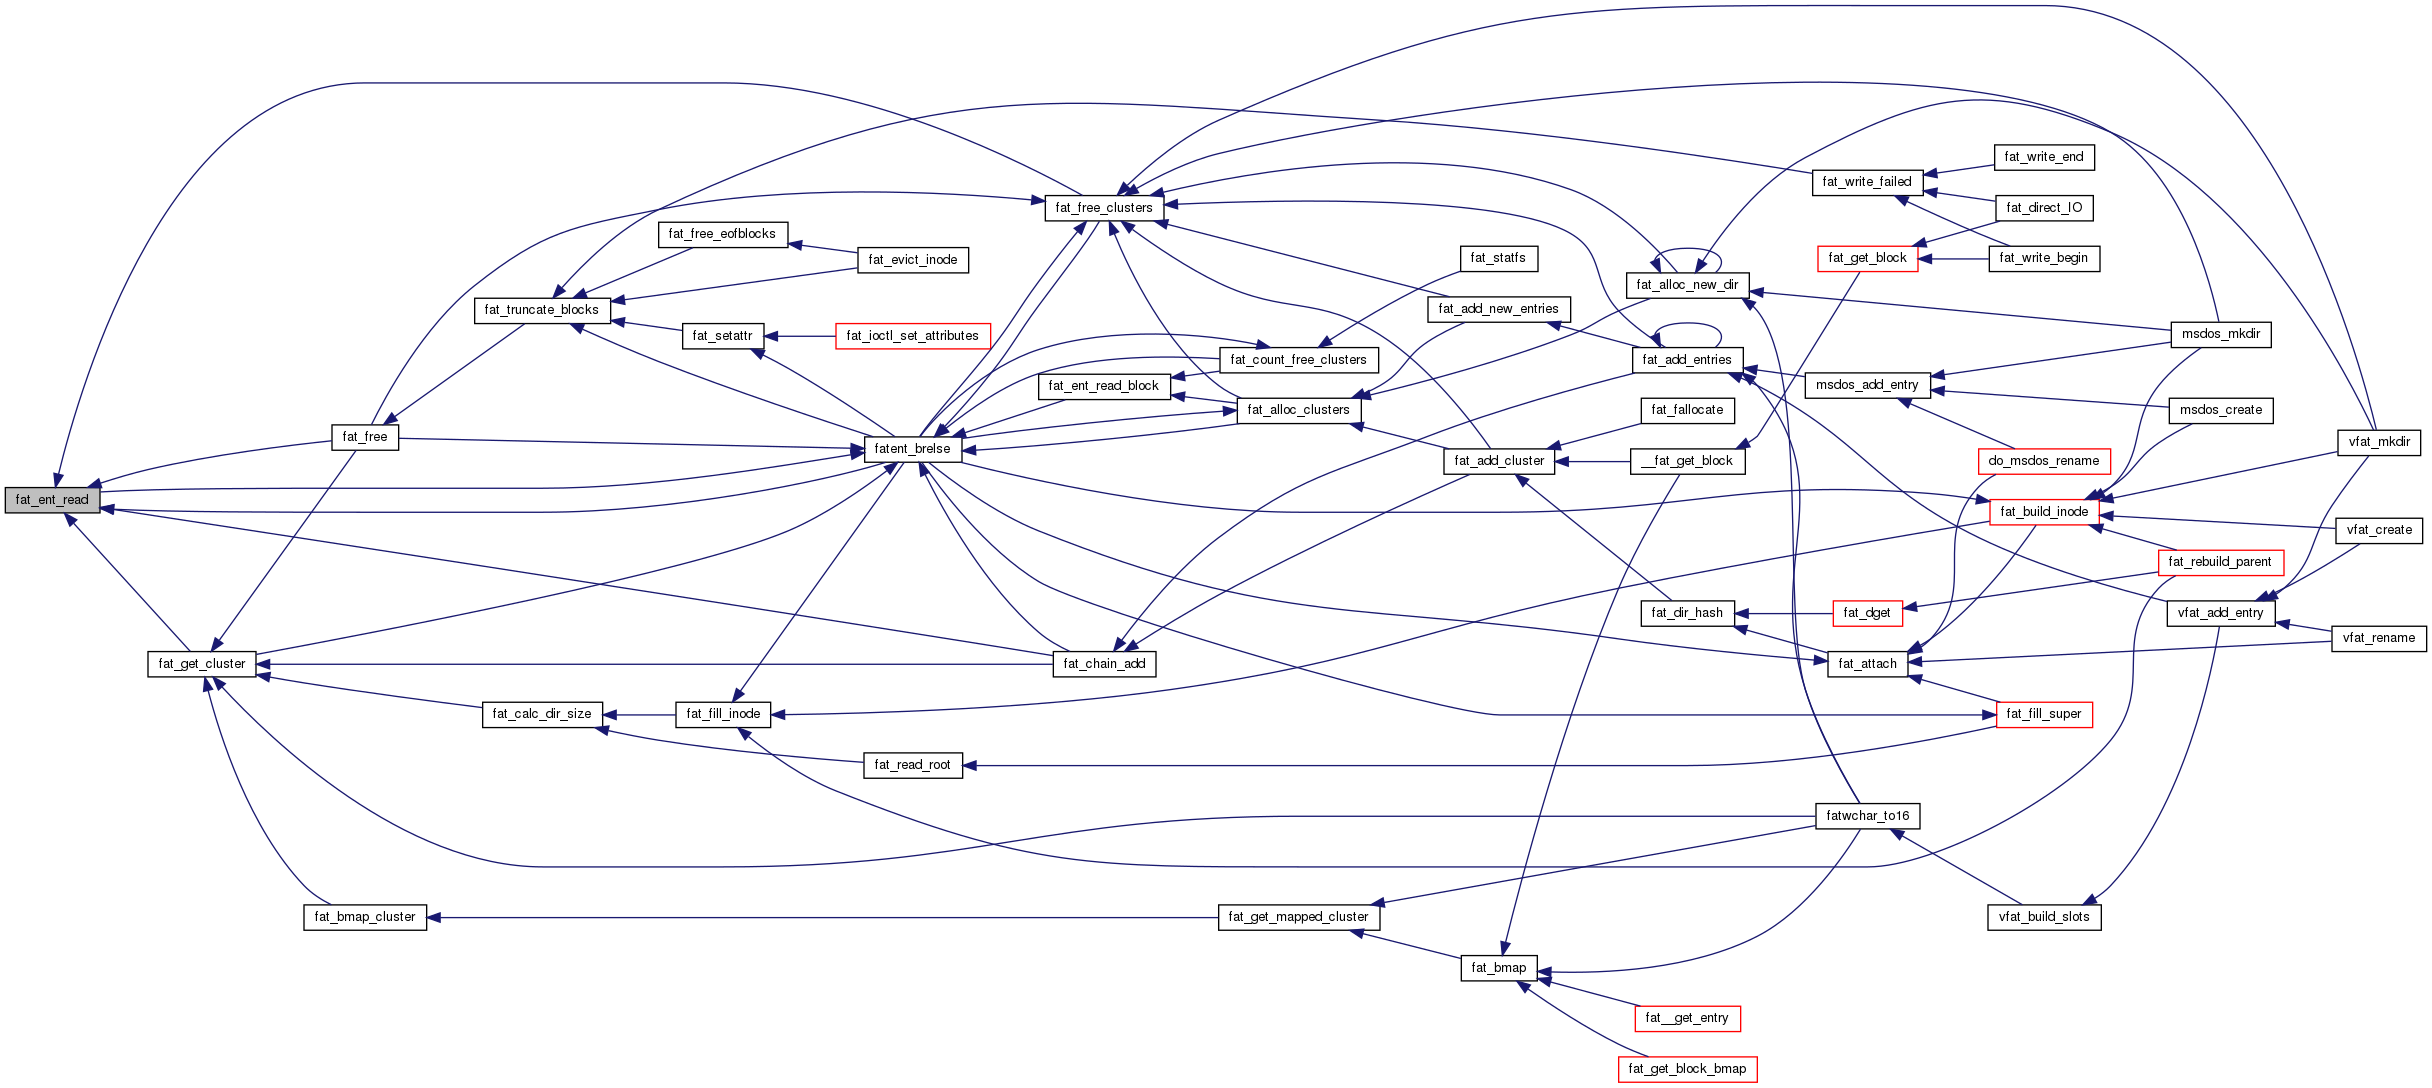 fat_ent_read
fat_free
fat_get_cluster
fat_bmap_cluster
fat_truncate_blocks
fat_calc_dir_size
fat_free_eofblocks
fat_setattr
fat_fill_inode
fat_evict_inode
fat_ioctl_set_attributes
fatent_brelse
fat_read_root
fat_free_clusters
fat_ent_read_block
fat_chain_add
fat_count_free_clusters
fat_alloc_clusters
fat_get_mapped_cluster
fat_statfs
fat_add_new_entries
fat_add_cluster
fat_bmap
fat_alloc_new_dir
fat_add_entries
fat_fallocate
__fat_get_block
fat_dir_hash
fat__get_entry
fat_get_block_bmap
fat_write_failed
fat_get_block
msdos_add_entry
fat_dget
fat_attach
fatwchar_to16
fat_write_end
fat_direct_IO
fat_write_begin
do_msdos_rename
fat_build_inode
fat_fill_super
vfat_build_slots
msdos_mkdir
msdos_create
fat_rebuild_parent
vfat_add_entry
vfat_mkdir
vfat_create
vfat_rename